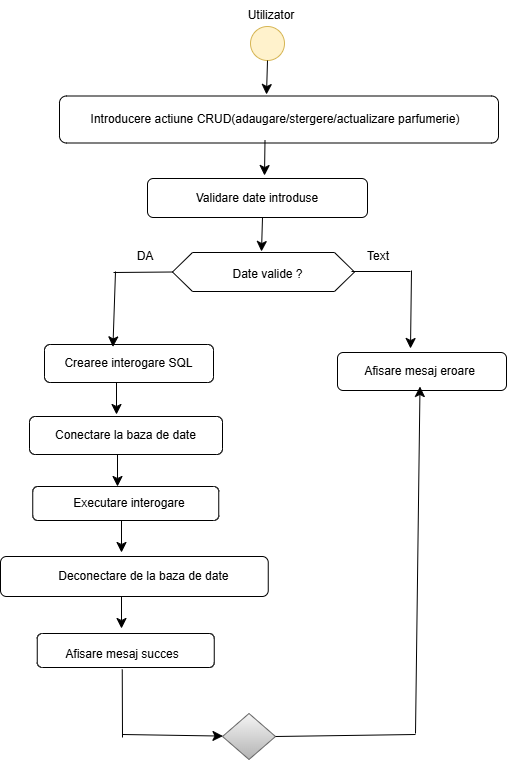 Utilizator
Introducere actiune CRUD(adaugare/stergere/actualizare parfumerie)
Validare date introduse
DA
Date valide ?
Text
Crearee interogare SQL
Afisare mesaj eroare
Conectare la baza de date
Executare interogare
Deconectare de la baza de date
Afisare mesaj succes